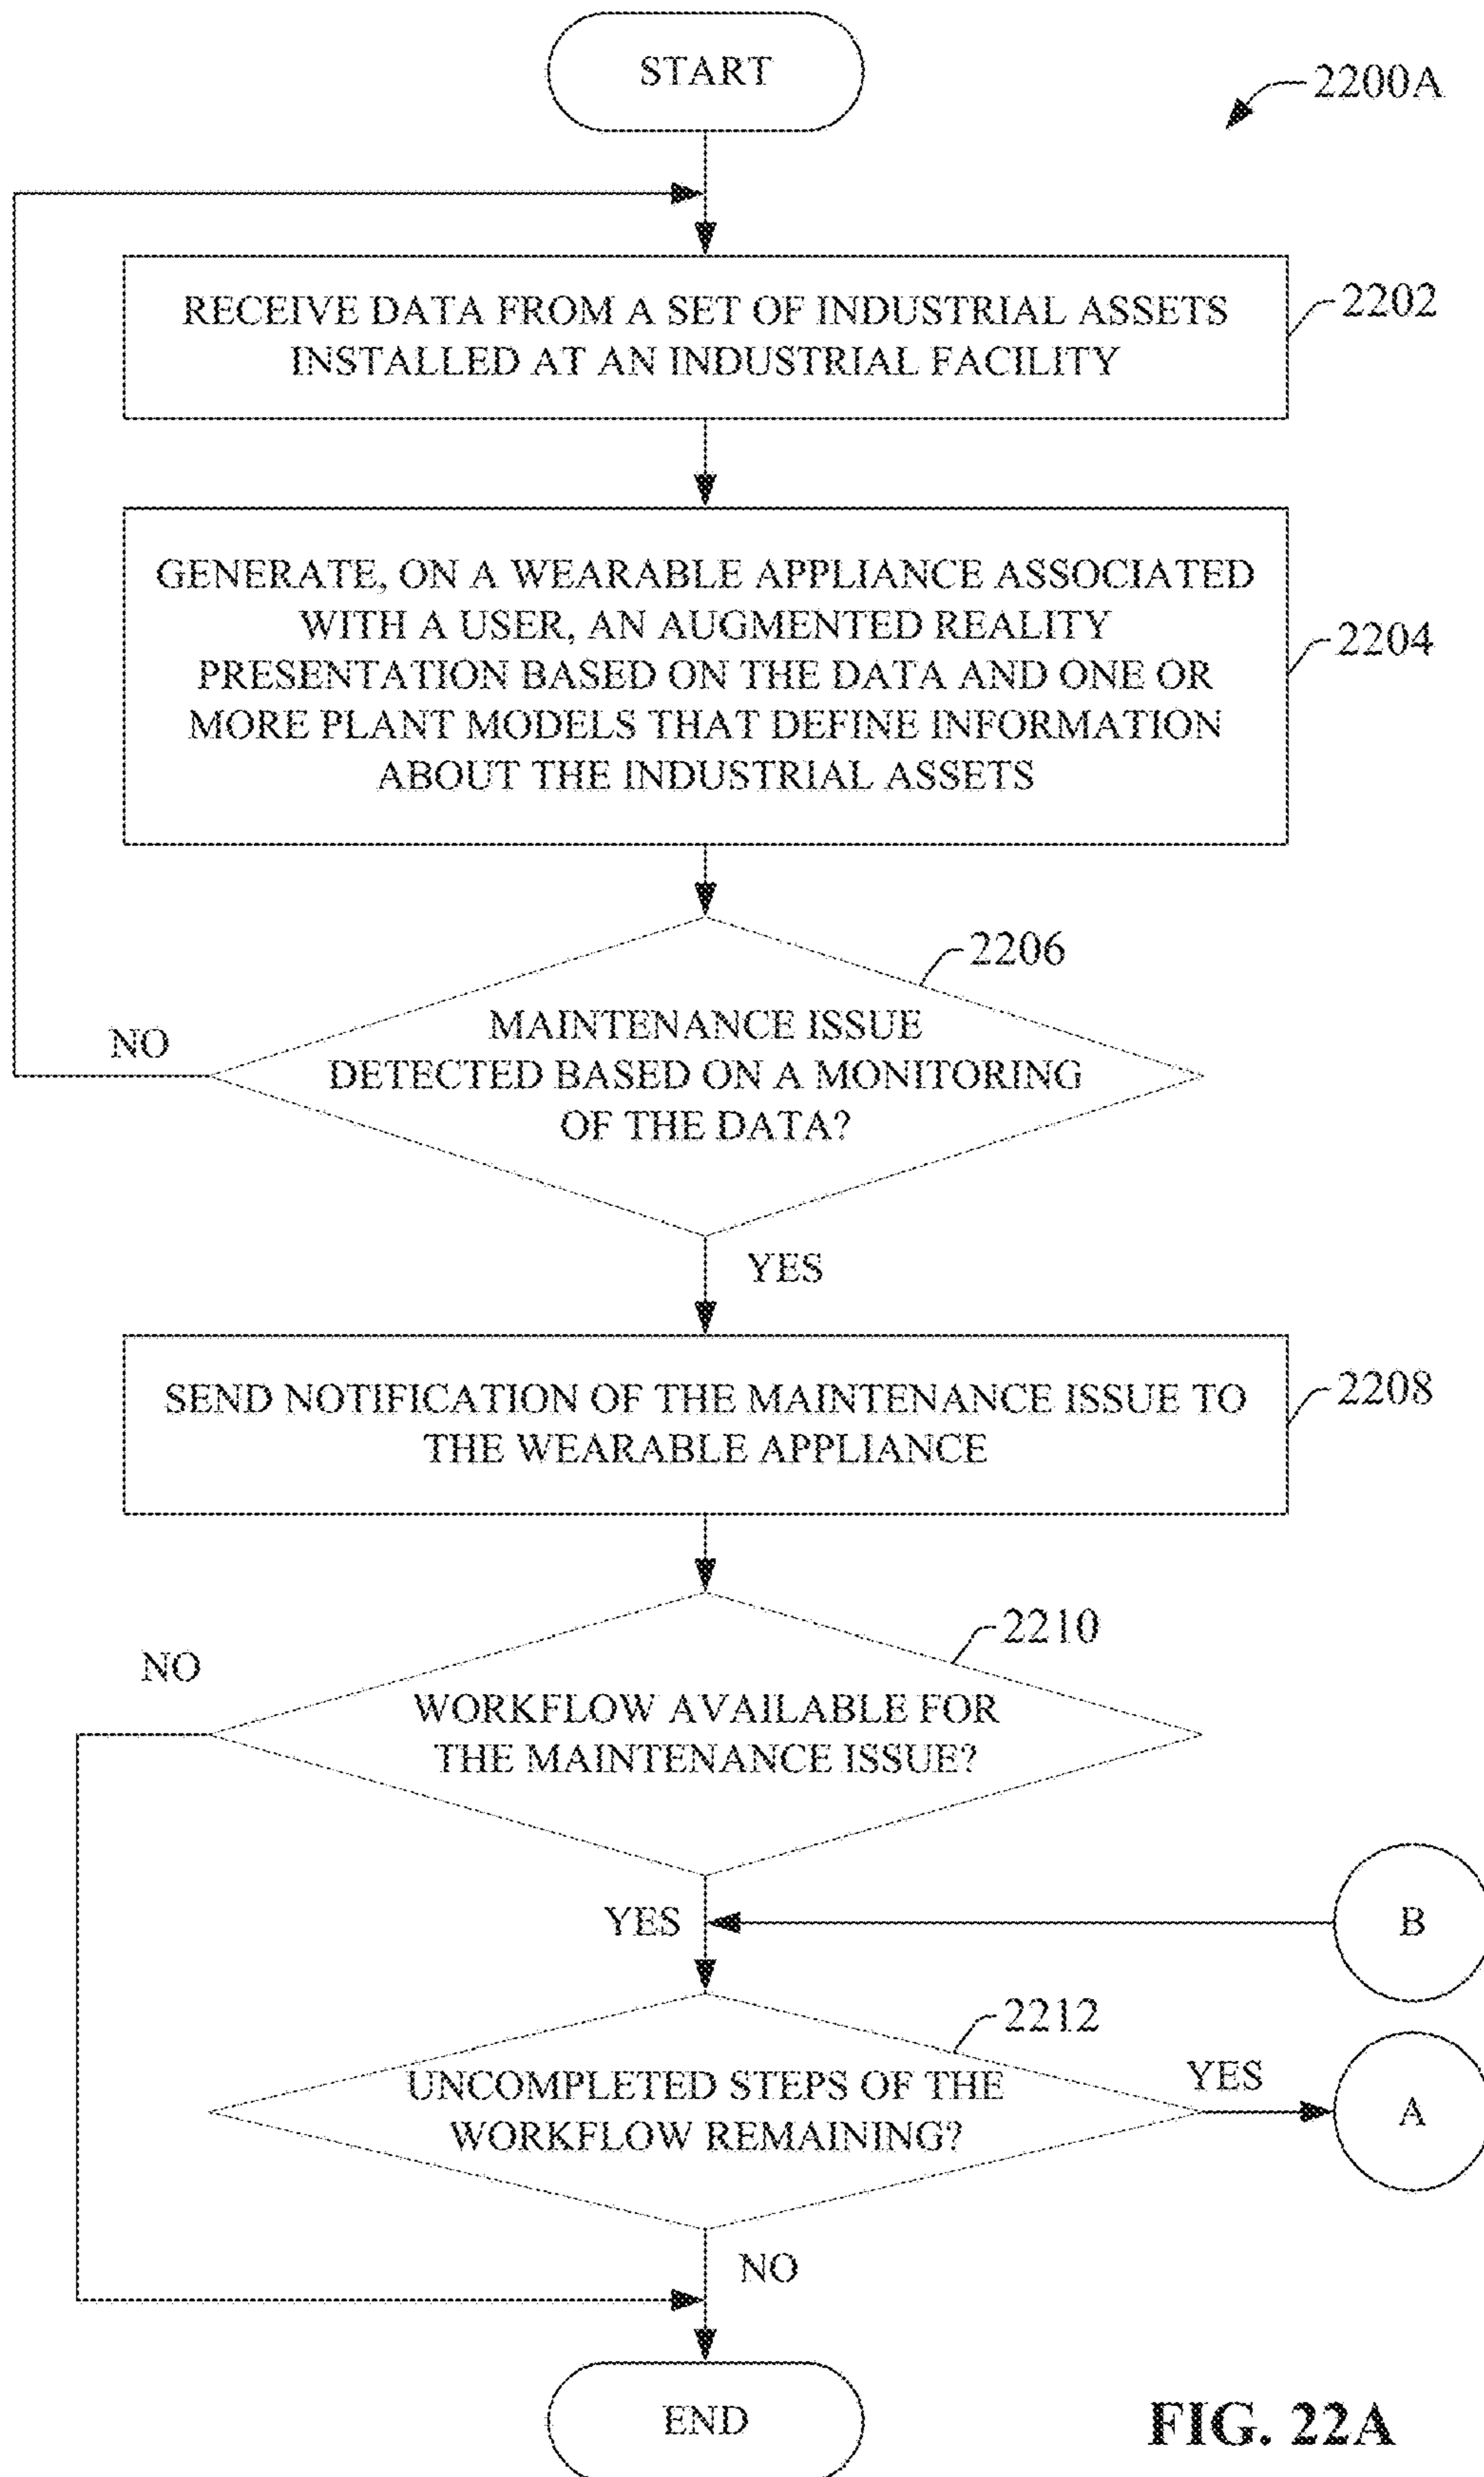 START
2200A
RECEIVE DATA FROM A SET OF INDUSTRIAL ASSETS
INSTALLED AT AN INDUSTRIAL FACILITY
2202
GENERATE, ON A WEARABLE APPLIANCE ASSOCIATED
WITH A USER, AN AUGMENTED REALITY
PRESENTATION BASED ON THE DATA AND ONE OR
MORE PLANT MODELS THAT DEFINE INFORMATION
ABOUT THE INDUSTRIAL ASSETS
2204
2206
MAINTENANCE ISSUE
DETECTED BASED ON A MONITORING
OF THE DATA?
NO
YES
SEND NOTIFICATION OF THE MAINTENANCE ISSUE TO
THE WEARABLE APPLIANCE
2208
2210
NO
WORKFLOW AVAILABLE FOR
THE MAINTENANCE ISSUE?
YES
B
2212
UNCOMPLETED STEPS OF THE
WORKFLOW REMAINING?
YES
A
NO
END
FIG. 22A